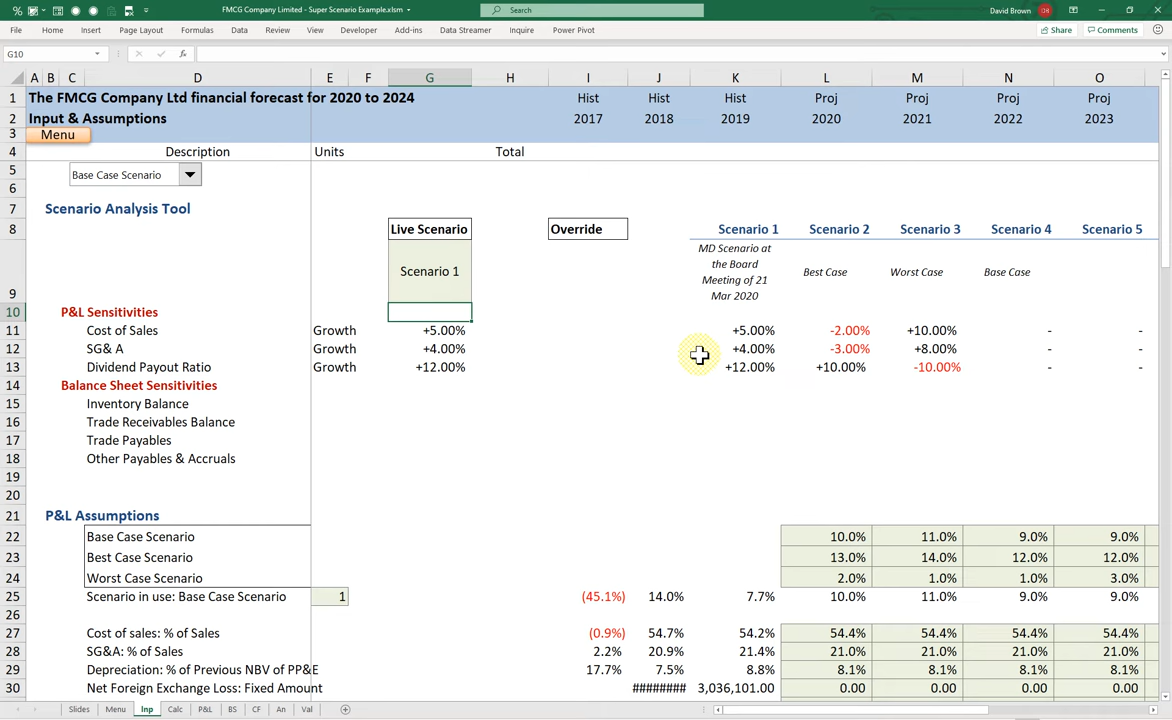 FMCG Company Limited - Super Scenario Example.xlsm
Search
David Brown DB
File Home Insert Page Layout Formulas Data Review View Developer Add-ins Data Streamer Inquire Power Pivot Share Comments
G10 fx
A B C D E F G H I J K L M N O
1 The FMCG Company Ltd financial forecast for 2020 to 2024 Hist Hist Hist Proj Proj Proj Proj
2 Input & Assumptions 2017 2018 2019 2020 2021 2022 2023
3 Menu
4 Description Units Total
5 Base Case Scenario
6
7 Scenario Analysis Tool
8 Live Scenario Override Scenario 1 Scenario 2 Scenario 3 Scenario 4 Scenario 5
MD Scenario at
the Board
9 Scenario 1 Meeting of 21 Best Case Worst Case Base Case
Mar 2020
10 P&L Sensitivities
11 Cost of Sales Growth +5.00% +5.00% -2.00% +10.00% - -
12 SG& A Growth +4.00% +4.00% -3.00% +8.00% - -
13 Dividend Payout Ratio Growth +12.00% +12.00% +10.00% -10.00% - -
14 Balance Sheet Sensitivities
15 Inventory Balance
16 Trade Receivables Balance
17 Trade Payables
18 Other Payables & Accruals
19
20
21 P&L Assumptions
22 Base Case Scenario 10.0% 11.0% 9.0% 9.0%
23 Best Case Scenario 13.0% 14.0% 12.0% 12.0%
24 Worst Case Scenario 2.0% 1.0% 1.0% 3.0%
25 Scenario in use: Base Case Scenario 1 (45.1%) 14.0% 7.7% 10.0% 11.0% 9.0% 9.0%
26
27 Cost of sales: % of Sales (0.9%) 54.7% 54.2% 54.4% 54.4% 54.4% 54.4%
28 SG&A: % of Sales 2.2% 20.9% 21.4% 21.0% 21.0% 21.0% 21.0%
29 Depreciation: % of Previous NBV of PP&E 17.7% 7.5% 8.8% 8.1% 8.1% 8.1% 8.1%
30 Net Foreign Exchange Loss: Fixed Amount ######## 3,036,101.00 0.00 0.00 0.00 0.00
Slides Menu Inp Calc P&L BS CF An Val